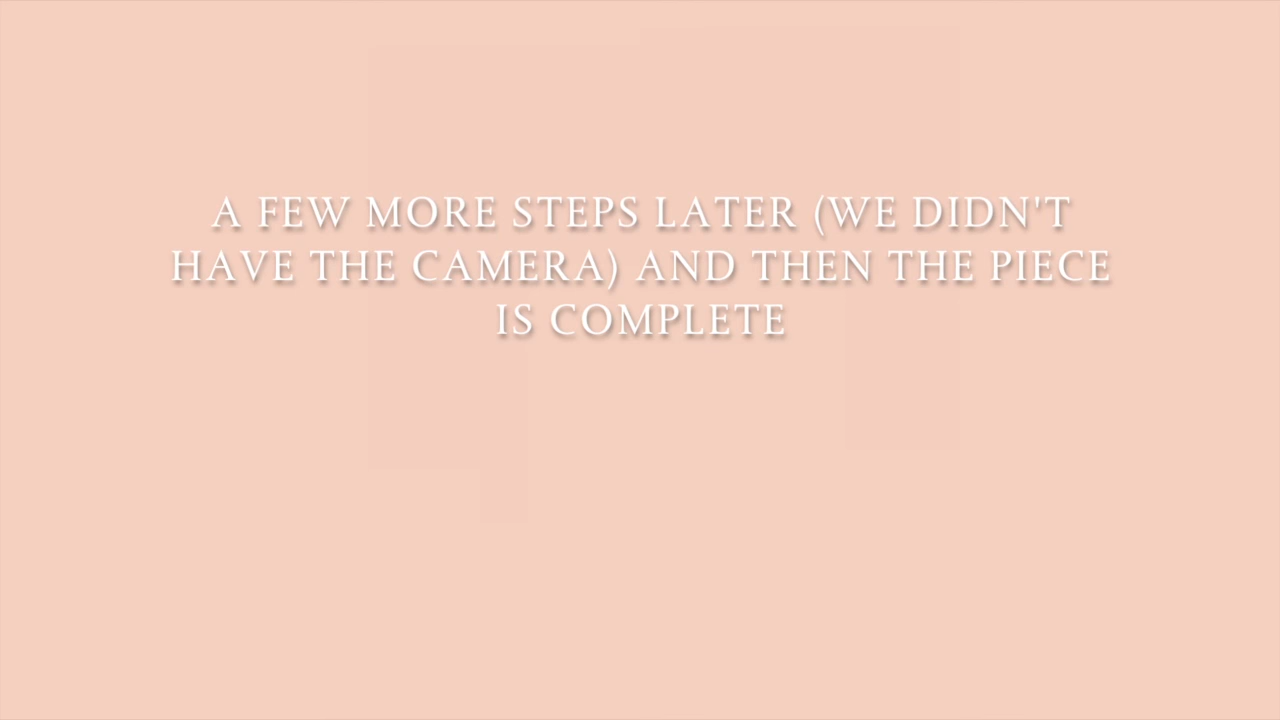 A FEW MORE STEPS LATER (WE DIDN'T
HAVE THE CAMERA) AND THEN THE PIECE
IS COMPLETE